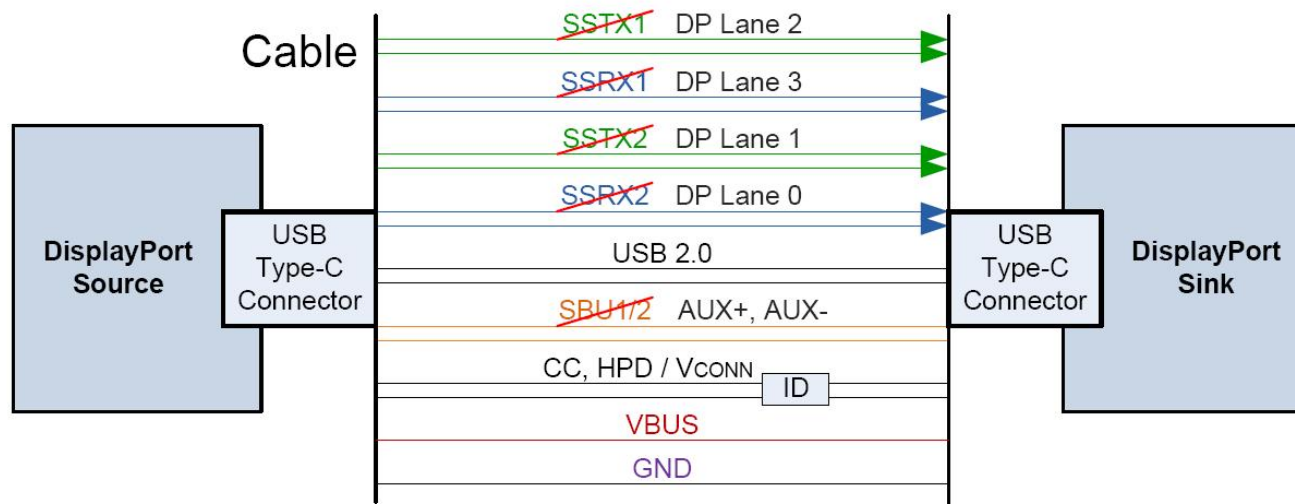 Cable
SSTX1 DP Lane 2
SSRX1 DP Lane 3
SSTX2 DP Lane 1
SSRX2 DP Lane 0
DisplayPort
Source
USB
Type-C
Connector
USB 2.0
SBU1/2 AUX+, AUX-
CC, HPD / VCONN
ID
VBUS
GND
USB
Type-C
Connector
DisplayPort
Sink